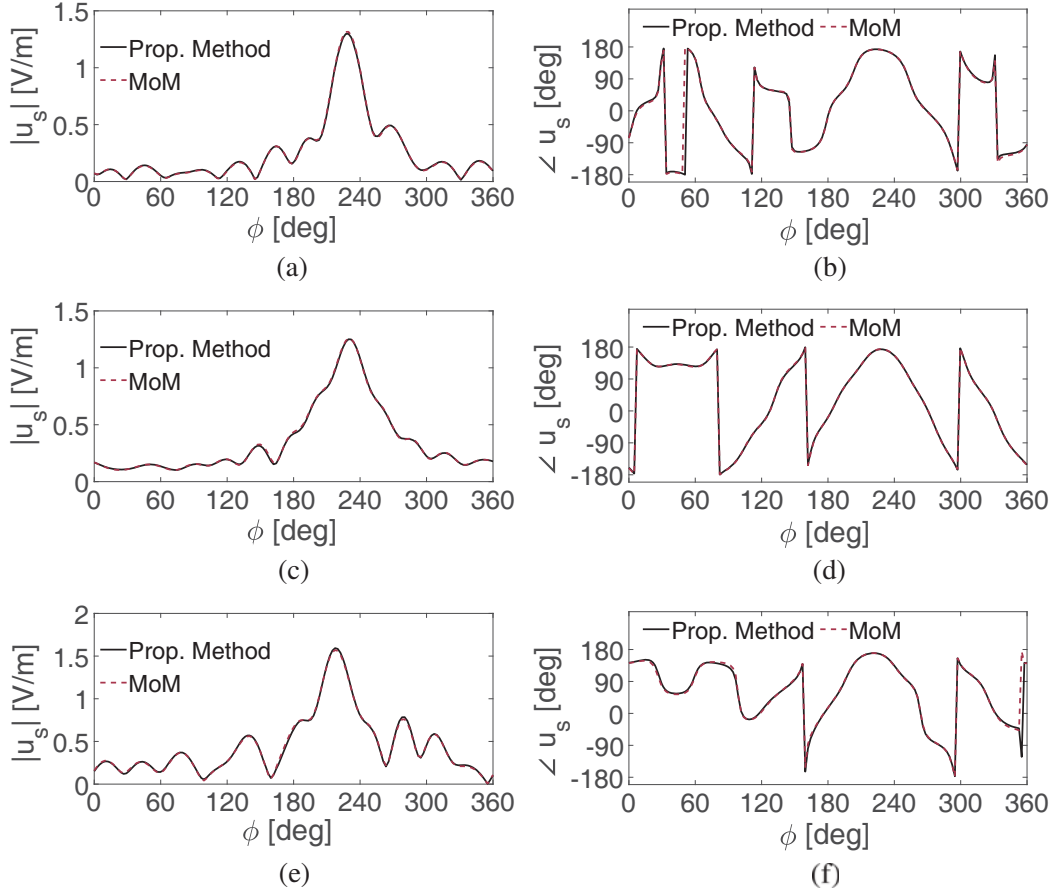 |u_s| [V/m]
1.5
1
0.5
0
Prop. Method
MoM
0 60 120 180 240 300 360
ϕ [deg]
(a)
∠ u_s [deg]
180
90
0
-90
-180
Prop. Method MoM
0 60 120 180 240 300 360
ϕ [deg]
(b)
|u_s| [V/m]
1.5
1
0.5
0
Prop. Method
MoM
0 60 120 180 240 300 360
ϕ [deg]
(c)
∠ u_s [deg]
180
90
0
-90
-180
Prop. Method MoM
0 60 120 180 240 300 360
ϕ [deg]
(d)
|u_s| [V/m]
2
1.5
1
0.5
0
Prop. Method
MoM
0 60 120 180 240 300 360
ϕ [deg]
(e)
∠ u_s [deg]
180
90
0
-90
-180
Prop. Method MoM
0 60 120 180 240 300 360
ϕ [deg]
(f)